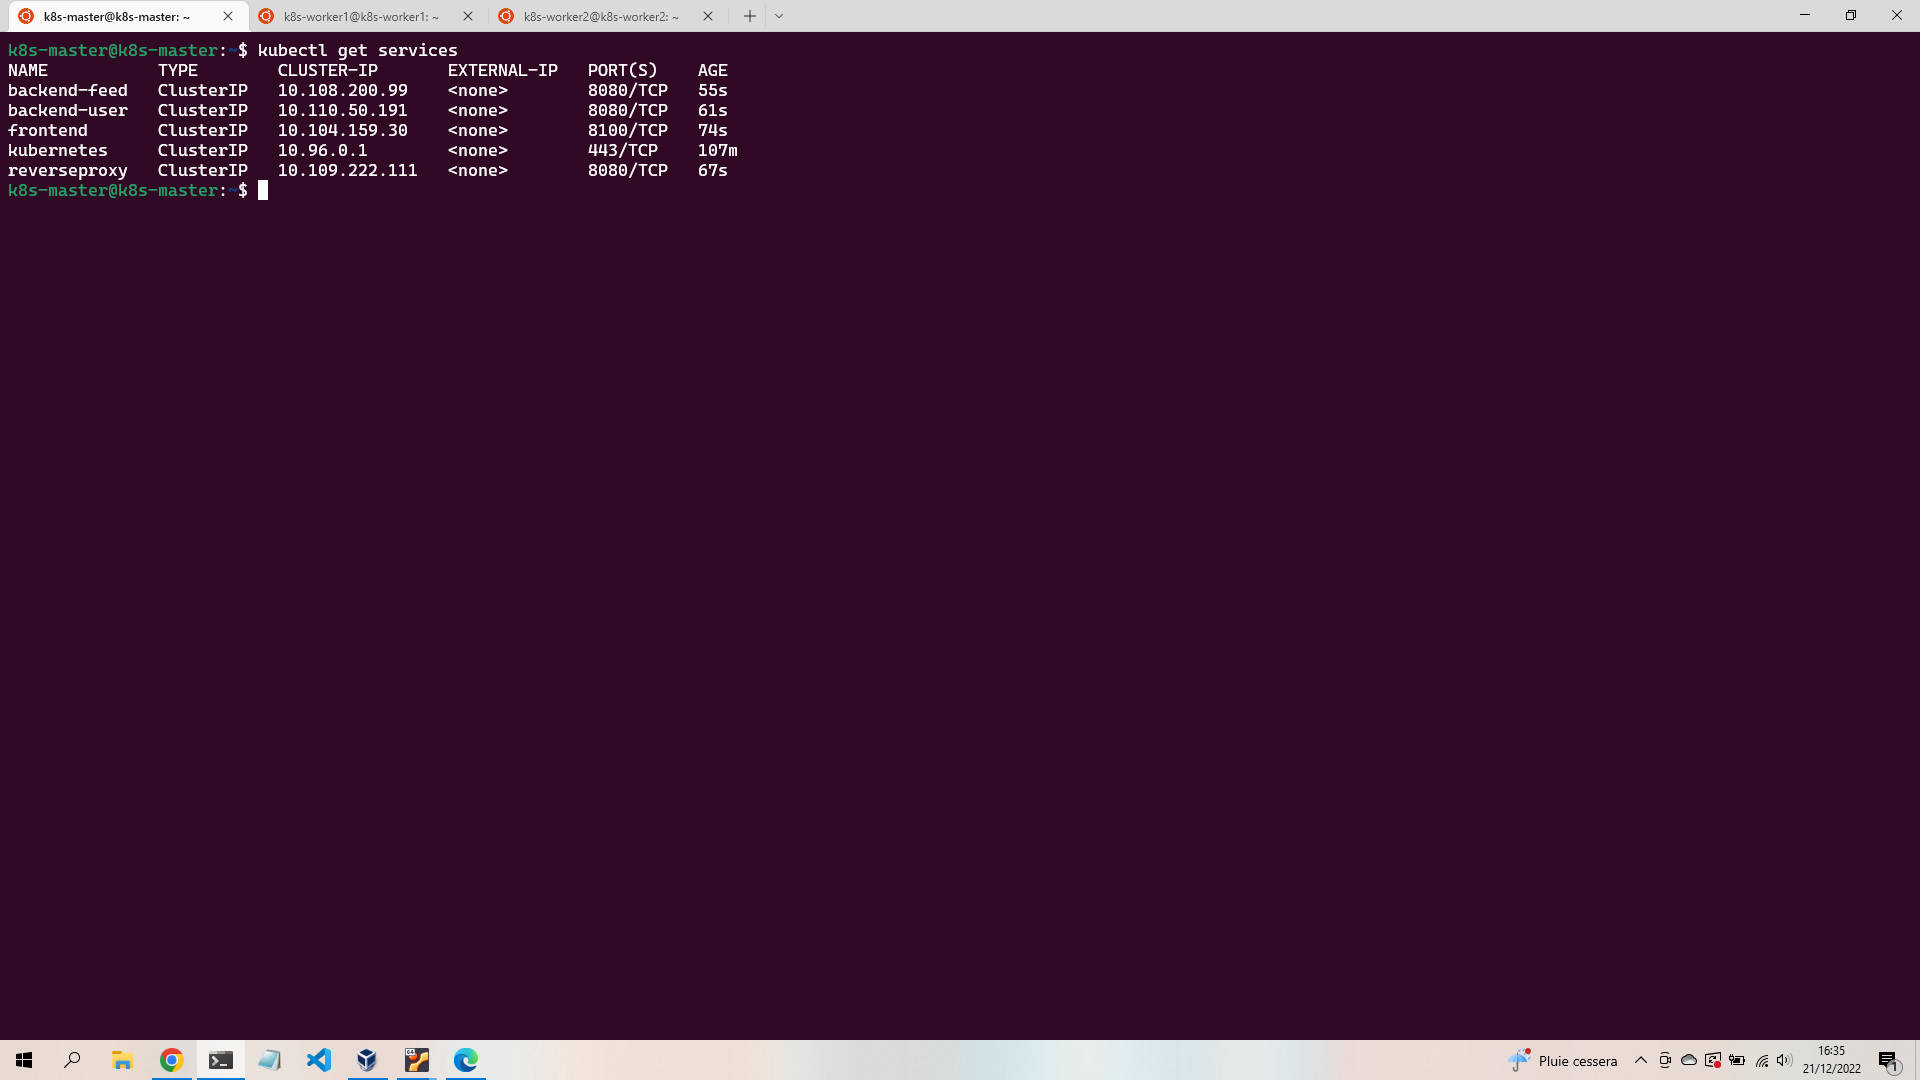 k8s-master@k8s-master: ~
k8s-worker1@k8s-worker1: ~
k8s-worker2@k8s-worker2: ~
k8s-master@k8s-master:~$ kubectl get services
NAME TYPE CLUSTER-IP EXTERNAL-IP PORT(S) AGE
backend-feed ClusterIP 10.108.200.99 <none> 8080/TCP 55s
backend-user ClusterIP 10.110.50.191 <none> 8080/TCP 61s
frontend ClusterIP 10.104.159.30 <none> 8100/TCP 74s
kubernetes ClusterIP 10.96.0.1 <none> 443/TCP 107m
reverseproxy ClusterIP 10.109.222.111 <none> 8080/TCP 67s
k8s-master@k8s-master:~$
Pluie cessera
16:35
21/12/2022
1
64